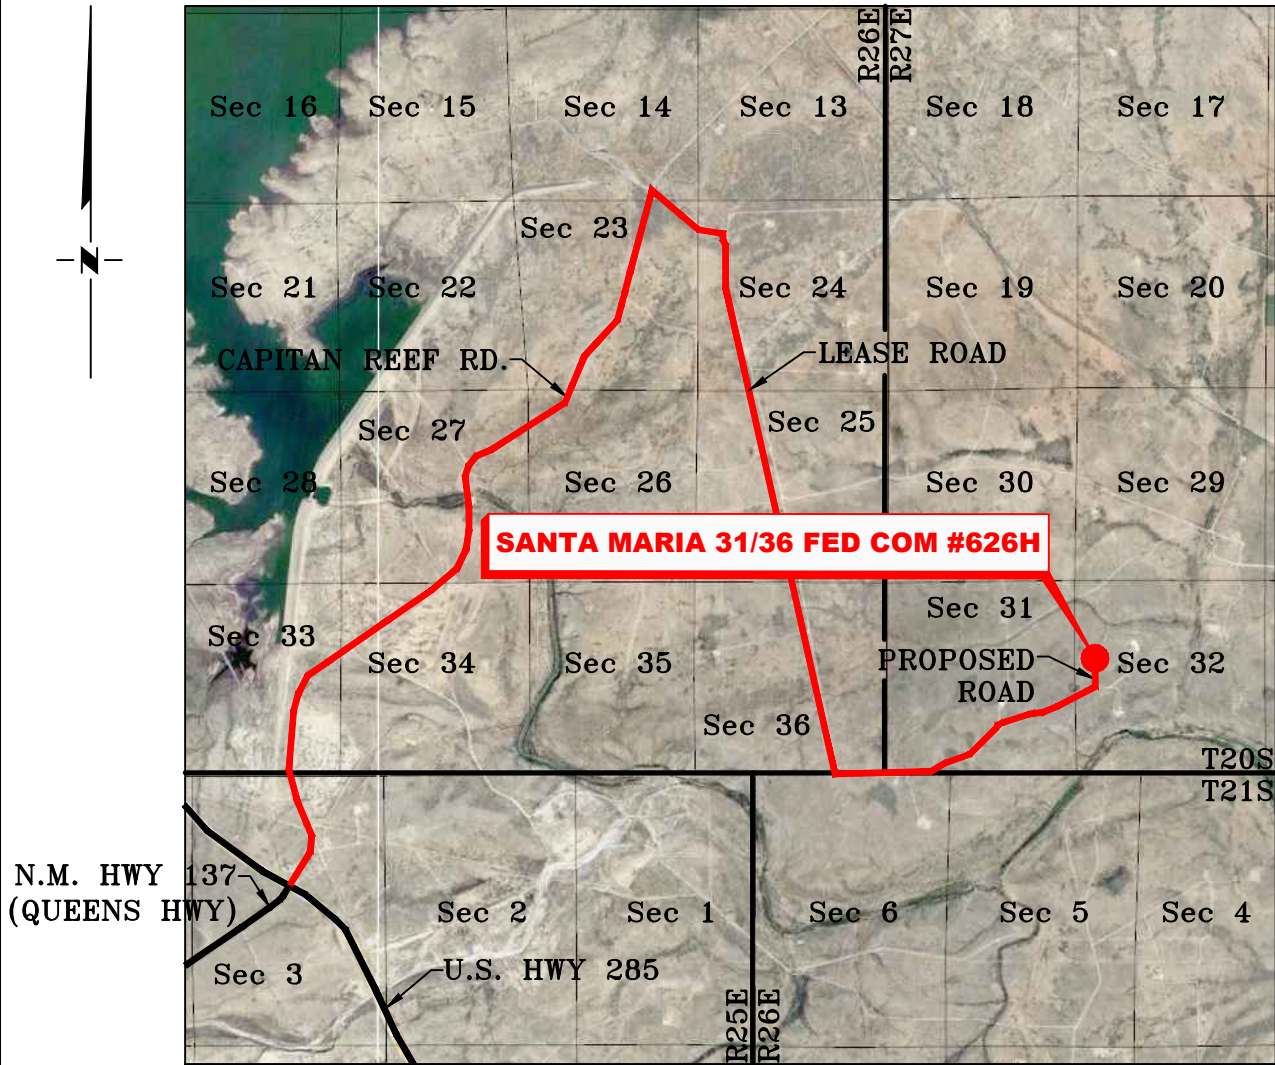 R26E
R27E
Sec 16
Sec 15
Sec 14
Sec 13
Sec 18
Sec 17
Sec 23
N
Sec 21
Sec 22
Sec 24
Sec 19
Sec 20
CAPITAN REEF RD.
LEASE ROAD
Sec 27
Sec 25
Sec 28
Sec 26
Sec 30
Sec 29
SANTA MARIA 31/36 FED COM #626H
Sec 31
Sec 33
Sec 34
Sec 35
PROPOSED
ROAD
Sec 32
Sec 36
T20S
T21S
N.M. HWY 137
(QUEENS HWY)
Sec 2
Sec 1
Sec 6
Sec 5
Sec 4
Sec 3
U.S. HWY 285
R25E
R26E